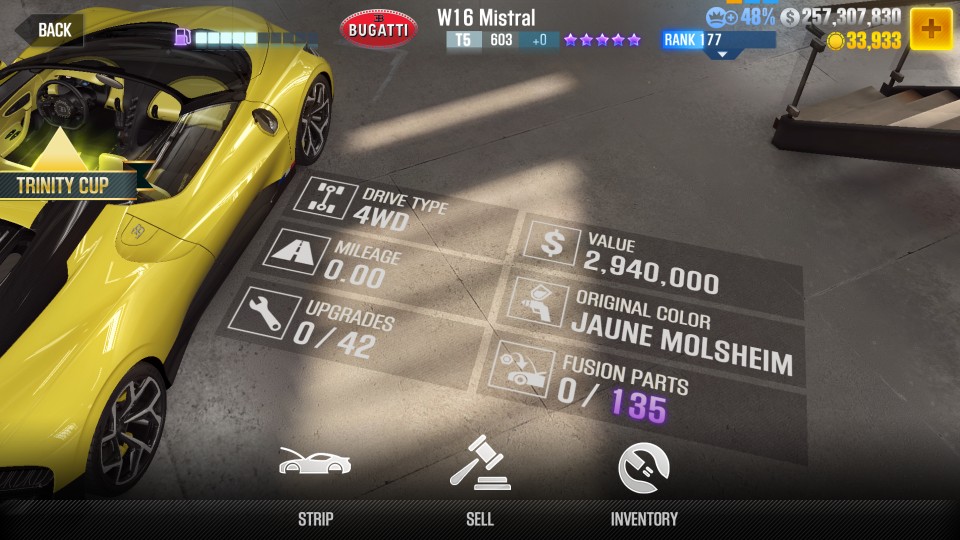 BACK
BUGATTI
W16 Mistral
T5 603 +0
RANK 177
48%
257,307,830
33,933
TRINITY CUP
DRIVE TYPE
4WD
MILEAGE
0.00
UPGRADES
0 / 42
VALUE
2,940,000
ORIGINAL COLOR
JAUNE MOLSHEIM
FUSION PARTS
0 / 135
STRIP
SELL
INVENTORY